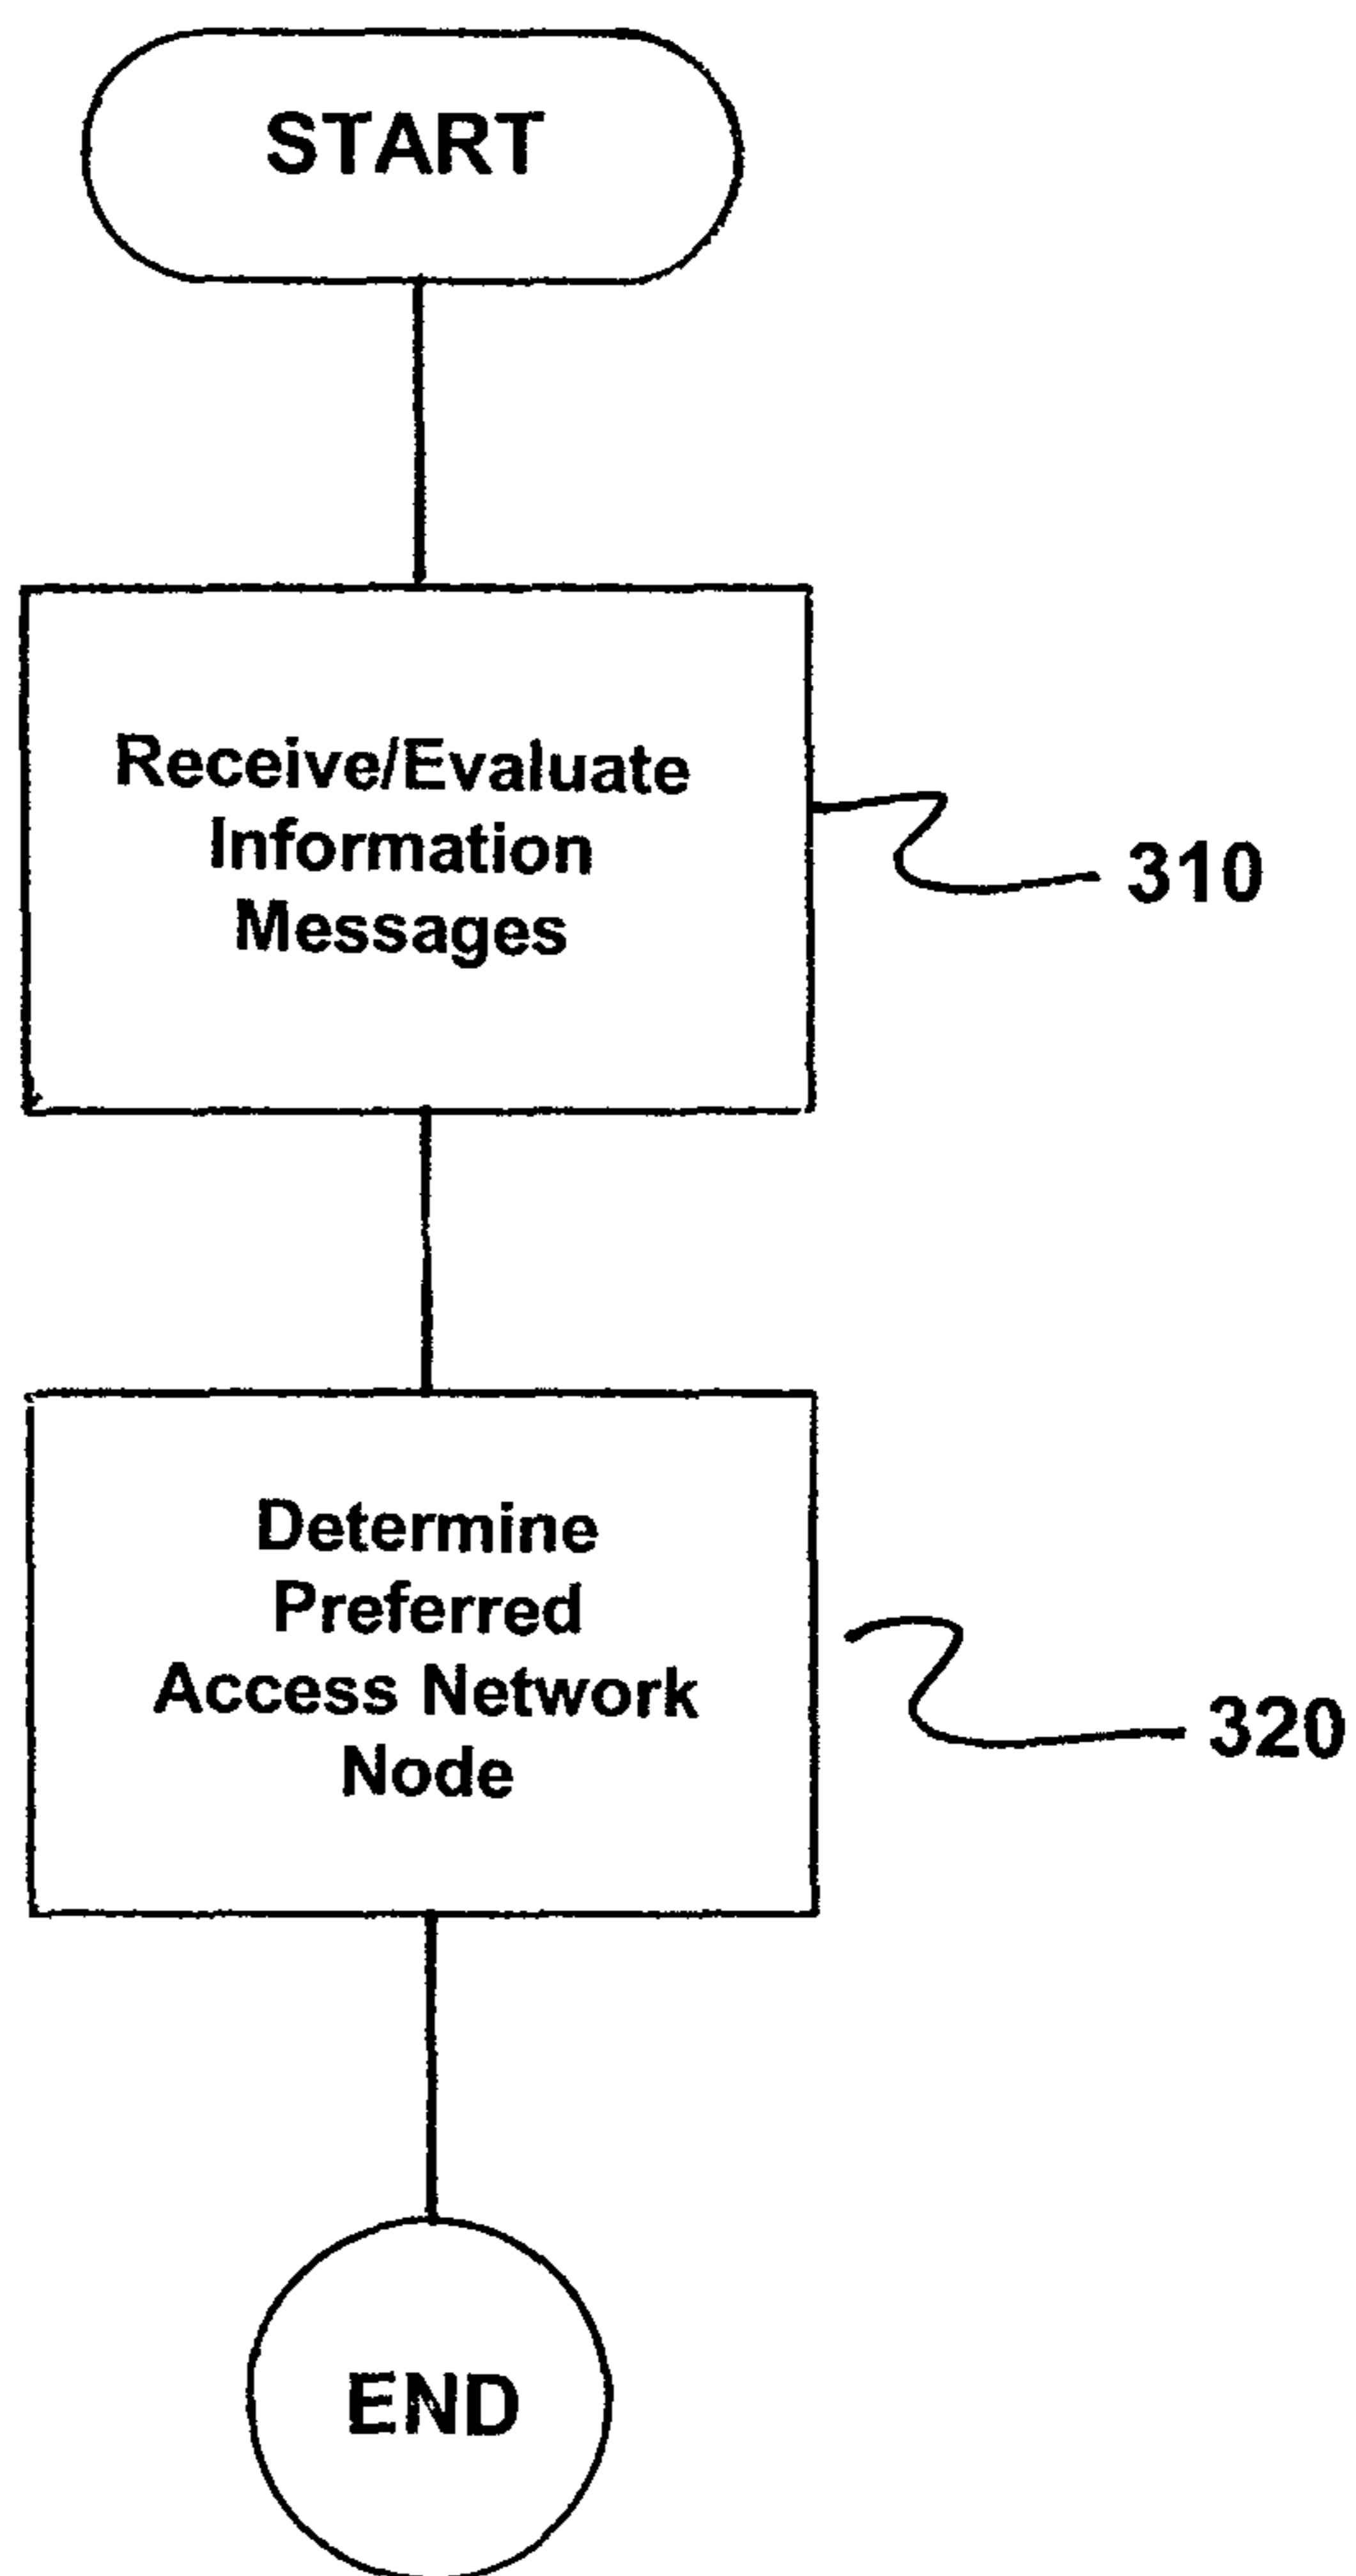 START
Receive/Evaluate
Information
Messages
310
Determine
Preferred
Access Network
Node
320
END